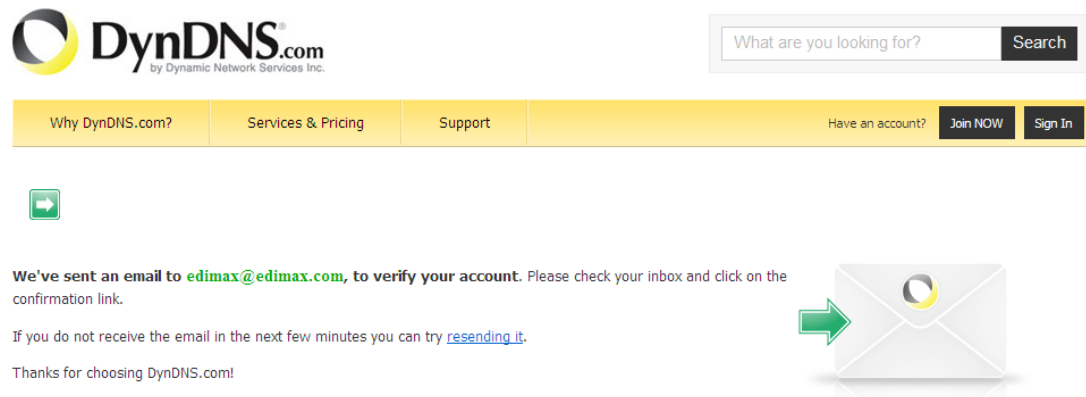 DynDNS.com
by Dynamic Network Services Inc.
What are you looking for? Search
Why DynDNS.com? Services & Pricing Support Have an account? Join NOW Sign In
We've sent an email to edimax@edimax.com, to verify your account. Please check your inbox and click on the
confirmation link.
If you do not receive the email in the next few minutes you can try resending it.
Thanks for choosing DynDNS.com!